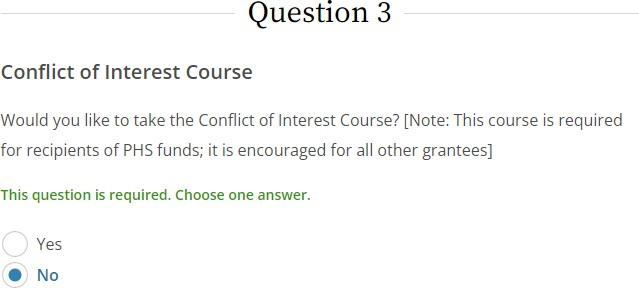 Question 3
Conflict of Interest Course
Would you like to take the Conflict of Interest Course? [Note: This course is required
for recipients of PHS funds; it is encouraged for all other grantees]
This question is required. Choose one answer.
Yes
No